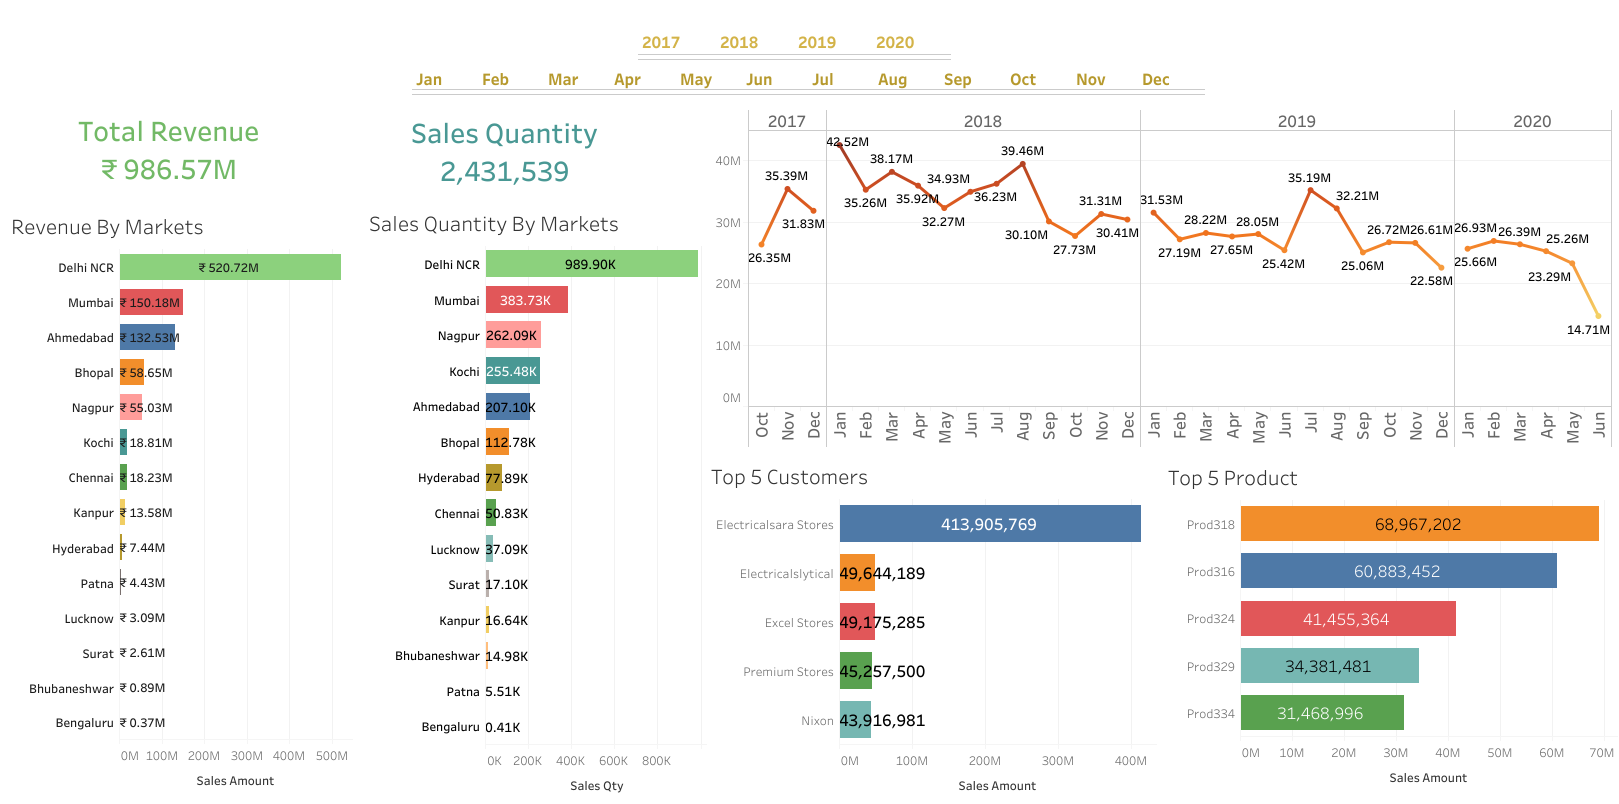 2017 2018 2019 2020
Jan Feb Mar Apr May Jun Jul Aug Sep Oct Nov Dec
Total Revenue
₹ 986.57M
Sales Quantity
2,431,539
Revenue By Markets
Delhi NCR ₹ 520.72M
Mumbai ₹ 150.18M
Ahmedabad ₹ 132.53M
Bhopal ₹ 58.65M
Nagpur ₹ 55.03M
Kochi ₹ 18.81M
Chennai ₹ 18.23M
Kanpur ₹ 13.58M
Hyderabad ₹ 7.44M
Patna ₹ 4.43M
Lucknow ₹ 3.09M
Surat ₹ 2.61M
Bhubaneshwar ₹ 0.89M
Bengaluru ₹ 0.37M
0M 100M 200M 300M 400M 500M
Sales Amount
Sales Quantity By Markets
Delhi NCR 989.90K
Mumbai 383.73K
Nagpur 262.09K
Kochi 255.48K
Ahmedabad 207.10K
Bhopal 112.78K
Hyderabad 77.89K
Chennai 50.83K
Lucknow 37.09K
Surat 17.10K
Kanpur 16.64K
Bhubaneshwar 14.98K
Patna 5.51K
Bengaluru 0.41K
0K 200K 400K 600K 800K
Sales Qty
2017 2018 2019 2020
40M
30M
20M
10M
0M
26.35M 35.39M 31.83M 42.52M 35.26M 38.17M 35.92M 32.27M 34.93M 36.23M 39.46M 30.10M 27.73M 31.31M 30.41M 31.53M 27.19M 28.22M 27.65M 28.05M 25.42M 35.19M 32.21M 25.06M 26.72M 26.61M 22.58M 25.66M 26.93M 26.39M 25.26M 23.29M 14.71M
Oct Nov Dec Jan Feb Mar Apr May Jun Jul Aug Sep Oct Nov Dec Jan Feb Mar Apr May Jun Jul Aug Sep Oct Nov Dec Jan Feb Mar Apr May Jun
Top 5 Customers
Electricalsara Stores 413,905,769
Electricalslytical 49,644,189
Excel Stores 49,175,285
Premium Stores 45,257,500
Nixon 43,916,981
0M 100M 200M 300M 400M
Sales Amount
Top 5 Product
Prod318 68,967,202
Prod316 60,883,452
Prod324 41,455,364
Prod329 34,381,481
Prod334 31,468,996
0M 10M 20M 30M 40M 50M 60M 70M
Sales Amount